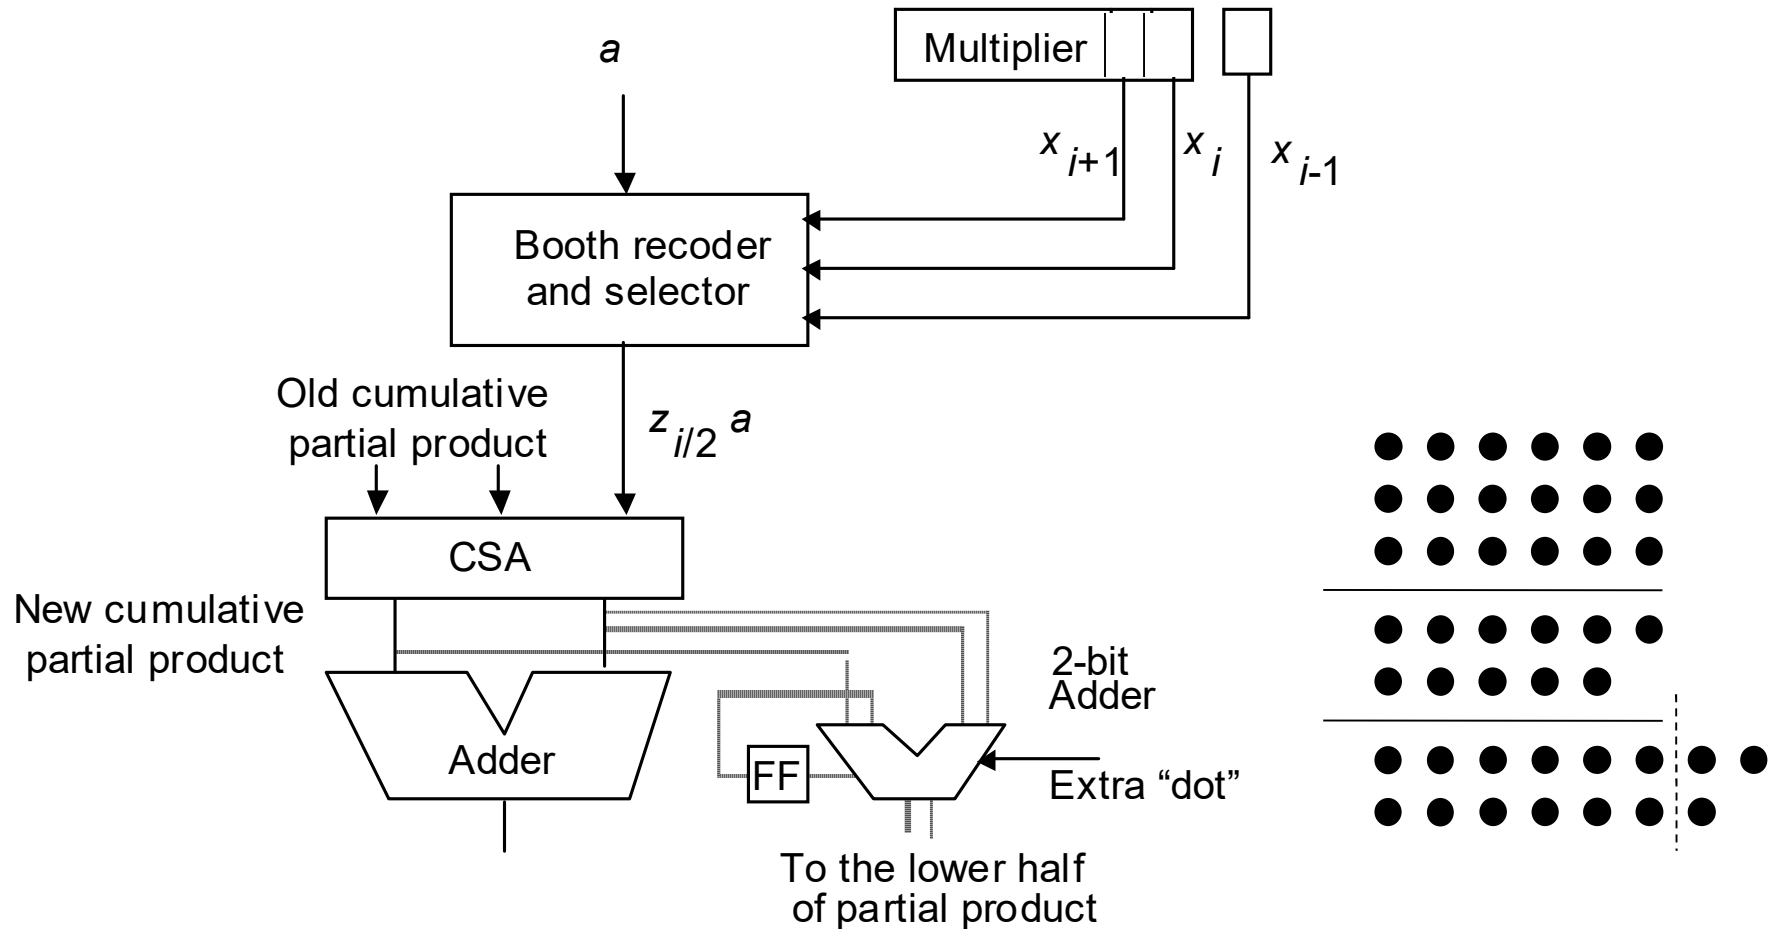 a
Multiplier
x i+1
x i
x i-1
Booth recoder
and selector
Old cumulative
partial product
z i/2 a
CSA
New cumulative
partial product
2-bit
Adder
Adder
FF
Extra “dot”
To the lower half
of partial product